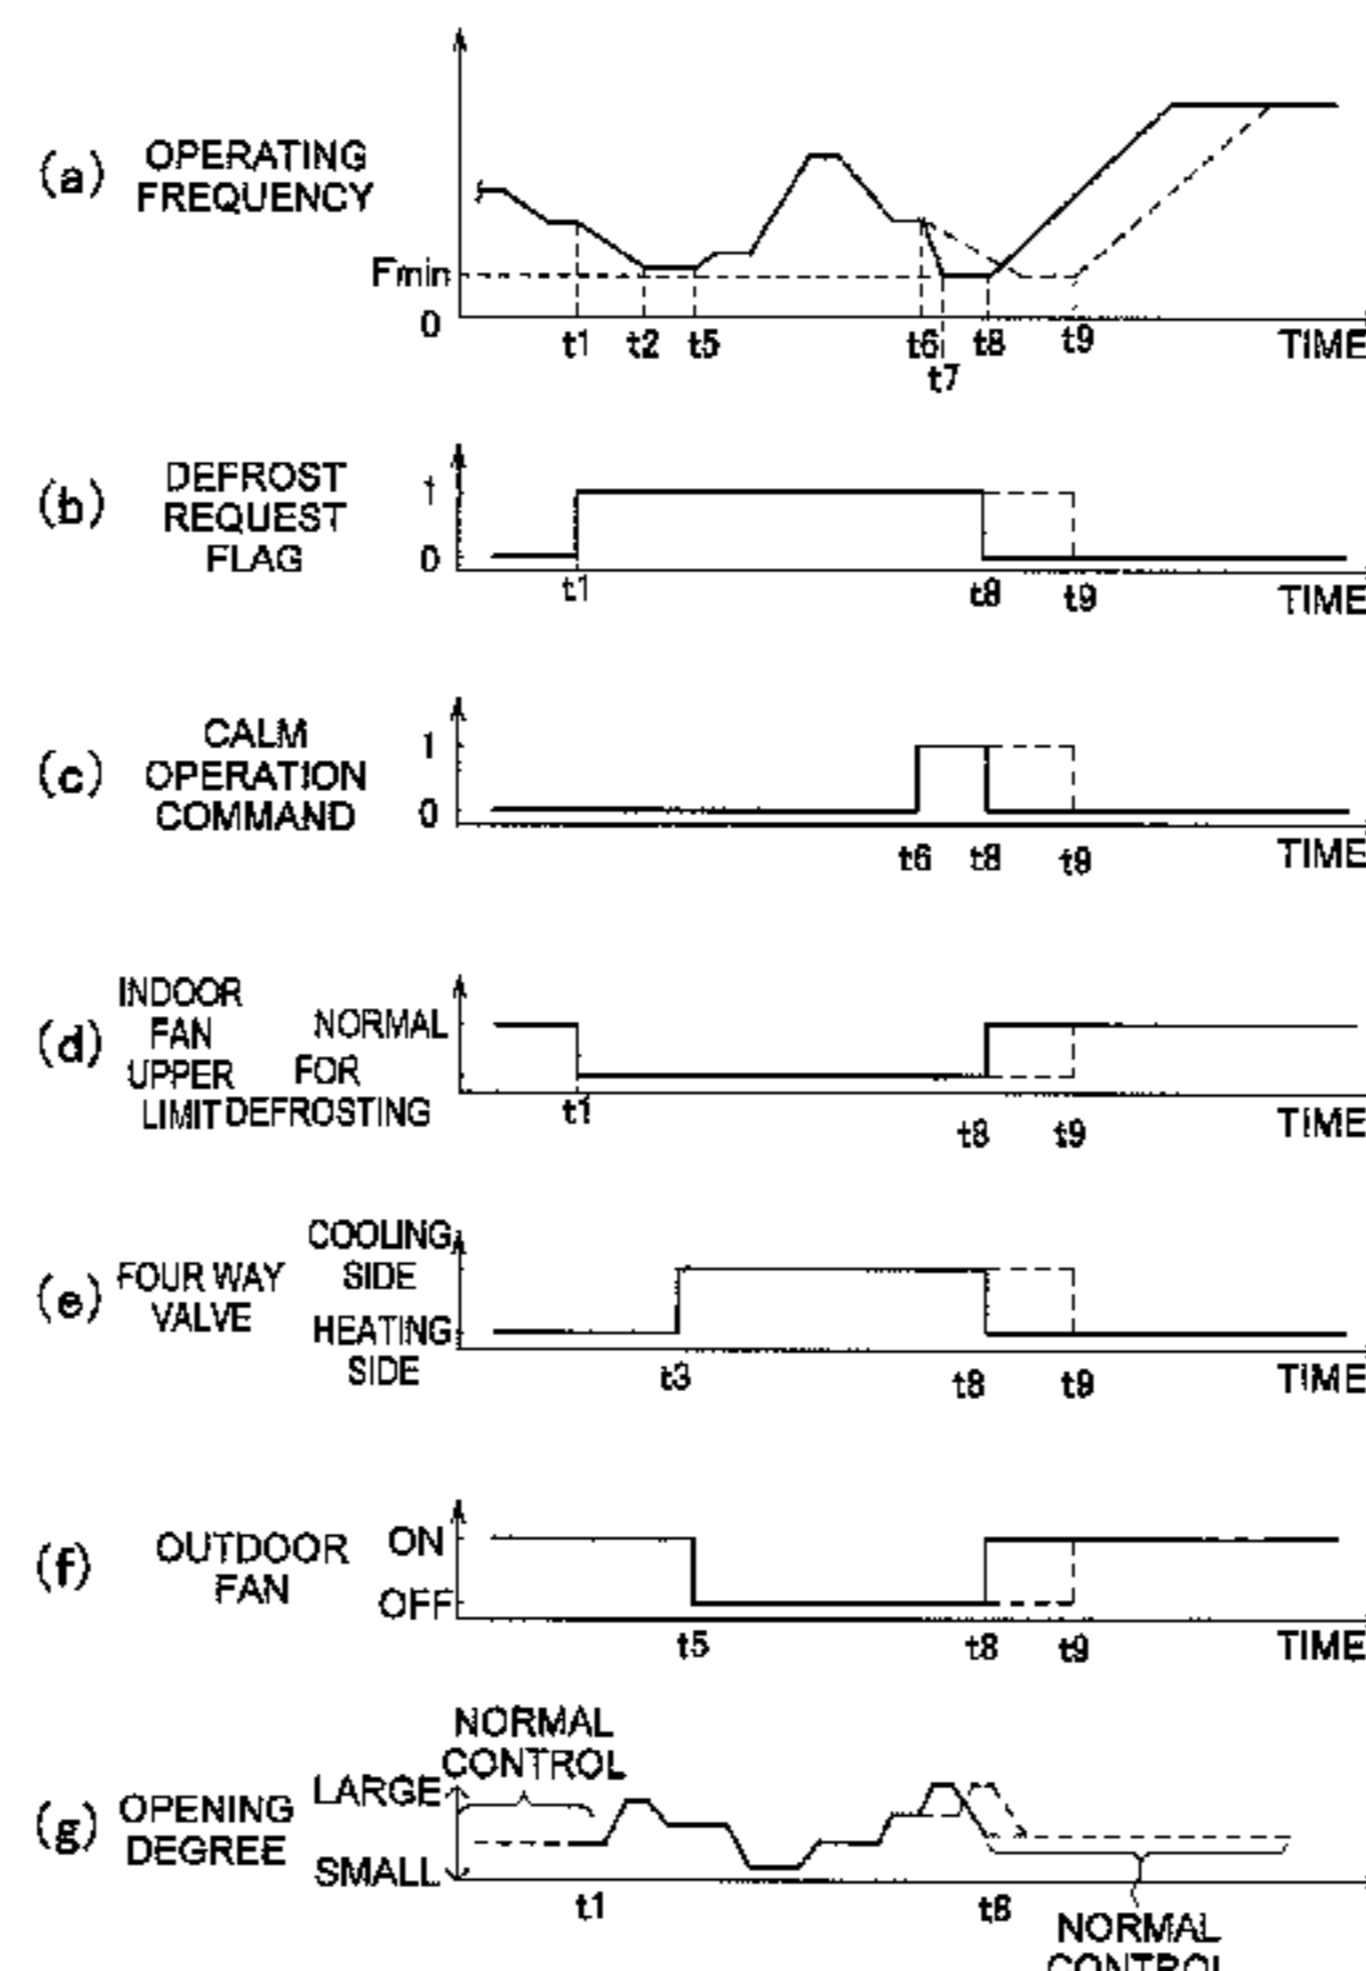 (a) OPERATING
FREQUENCY
Fmin
0
t1 t2 t5 t6 t8 t9 TIME
t7
(b) DEFROST
REQUEST
FLAG
1
0
t1 t8 t9 TIME
(c) CALM
OPERATION
COMMAND
1
0
t6 t8 t9 TIME
(d) INDOOR
FAN
UPPER
LIMIT
NORMAL
FOR
DEFROSTING
t1 t8 t9 TIME
(e) FOUR WAY
VALVE
COOLING
SIDE
HEATING
SIDE
t3 t8 t9 TIME
(f) OUTDOOR
FAN
ON
OFF
t5 t8 t9 TIME
(g) OPENING
DEGREE
NORMAL
CONTROL
LARGE
SMALL
t1 t8
NORMAL
CONTROL